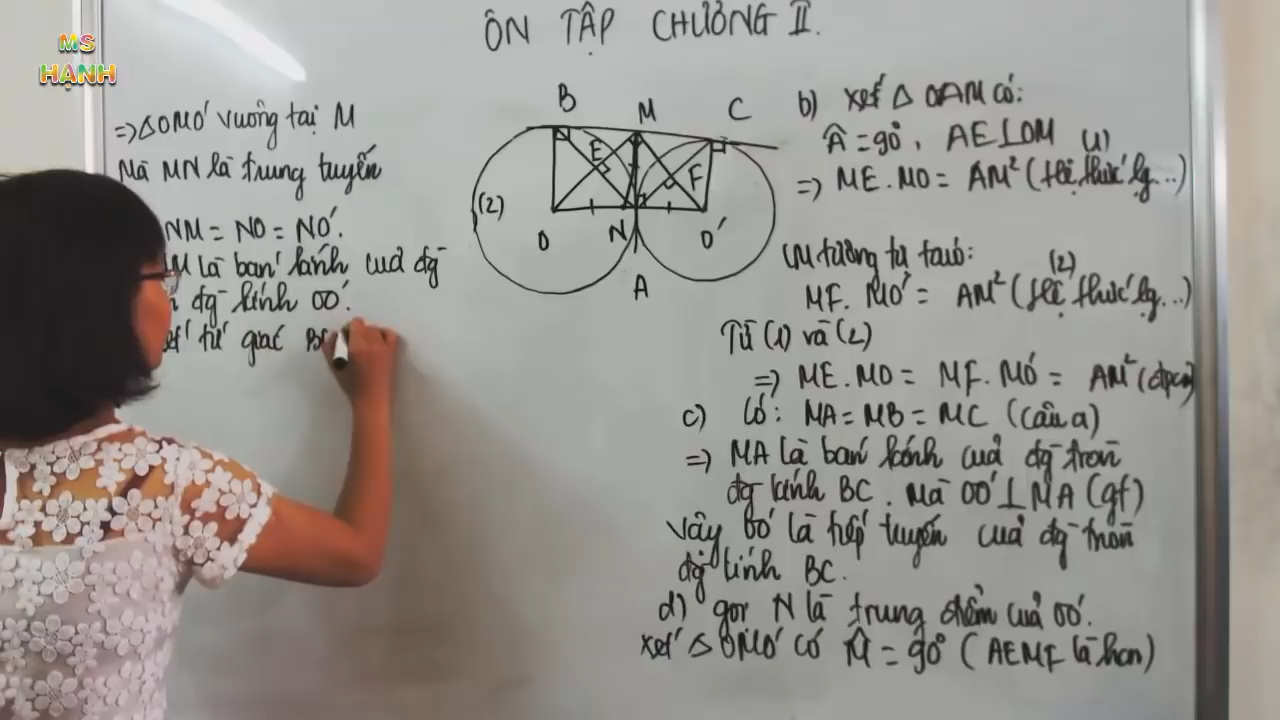 MS
HẠNH
ÔN TẬP CHƯƠNG II.
=> △OMO' vuông tại M
Mà MN là trung tuyến
NM = NO = NO'.
M là bán kính của đg
đg kính OO'.
tứ giác BC
B M C
E F
(2)
O N O'
A
b) Xét △ OAM có:
Â = 90°, AE⊥OM (1)
=> ME.MO = AM² (Hệ thức lg...)
C/M tương tự ta có:
(2)
MF. MO' = AM² (Hệ thức lg...)
Từ (1) và (2)
=> ME.MO = MF.MO' = AM² (đpcm)
c) Có: MA = MB = MC (câu a)
=> MA là bán kính của đg tròn
đg kính BC. Mà OO'⊥MA (gt)
Vậy OO' là tiếp tuyến của đg tròn
đg kính BC.
d) gọi N là trung điểm của OO'.
Xét △ OMO' có M̂ = 90° (AEMF là hcn)